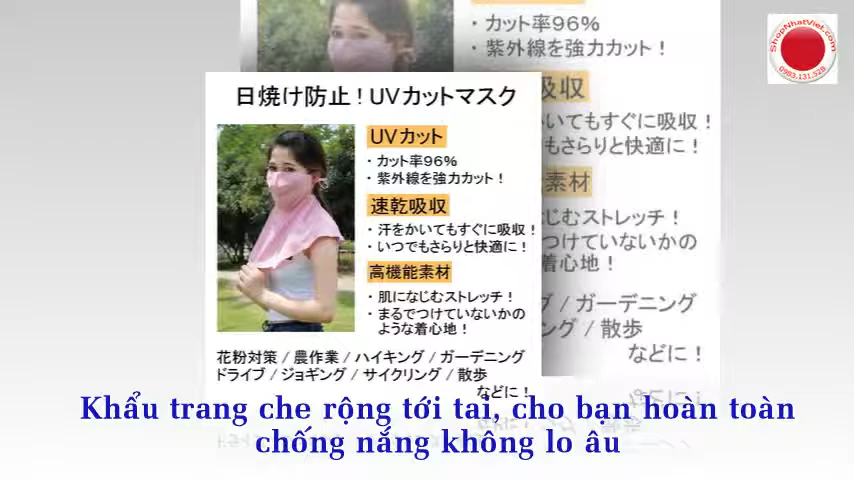 ・カット率96%
・紫外線を強力カット！
ShopNhatViet.com
0983.131.528
日焼け防止！UVカットマスク
UVカット
・カット率96%
・紫外線を強力カット！
速乾吸収
・汗をかいてもすぐに吸収！
・いつでもさらりと快適に！
高機能素材
・肌になじむストレッチ！
・まるでつけていないかの
ような着心地！
花粉対策 / 農作業 / ハイキング / ガーデニング
ドライブ / ジョギング / サイクリング / 散歩
などに！
吸収
いてもすぐに吸収！
もさらりと快適に！
素材
じむストレッチ！
つけていないかの
着心地！
グ / ガーデニング
ング / 散歩
などに！
Khẩu trang che rộng tới tai, cho bạn hoàn toàn
chống nắng không lo âu